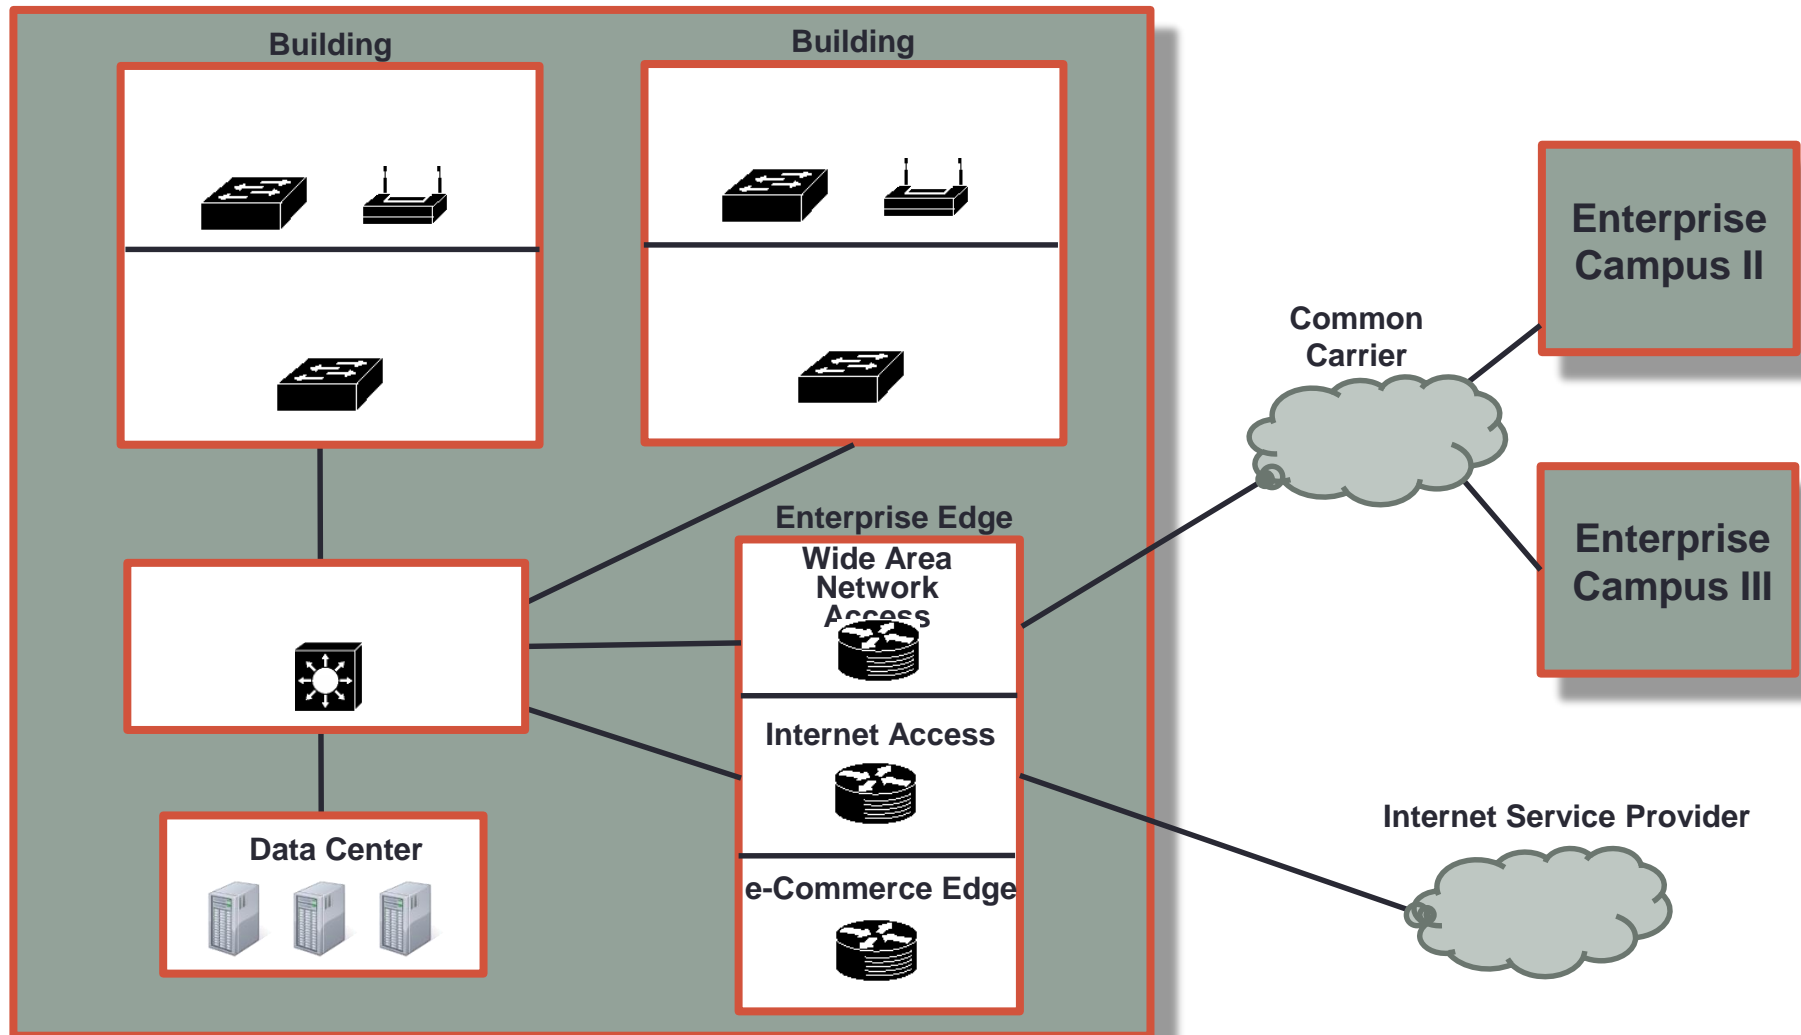 Building
Building
Enterprise
Campus II
Common
Carrier
Enterprise Edge
Wide Area
Network
Access
Enterprise
Campus III
Internet Access
Internet Service Provider
Data Center
e-Commerce Edge